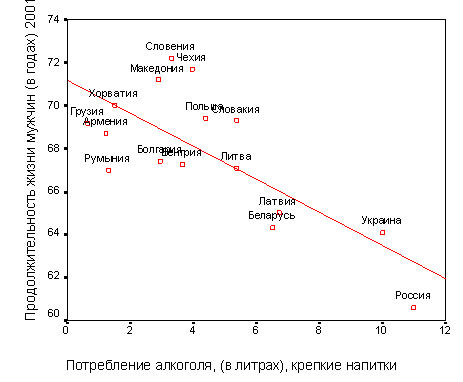 Продолжительность жизни мужчин (в годах) 2001
74
72
70
68
66
64
62
60
Словения
Чехия
Македония
Хорватия
Польша
Словакия
Грузия
Армения
Болгария
Венгрия
Литва
Румыния
Латвия
Беларусь
Украина
Россия
0
2
4
6
8
10
12
Потребление алкоголя, (в литрах), крепкие напитки